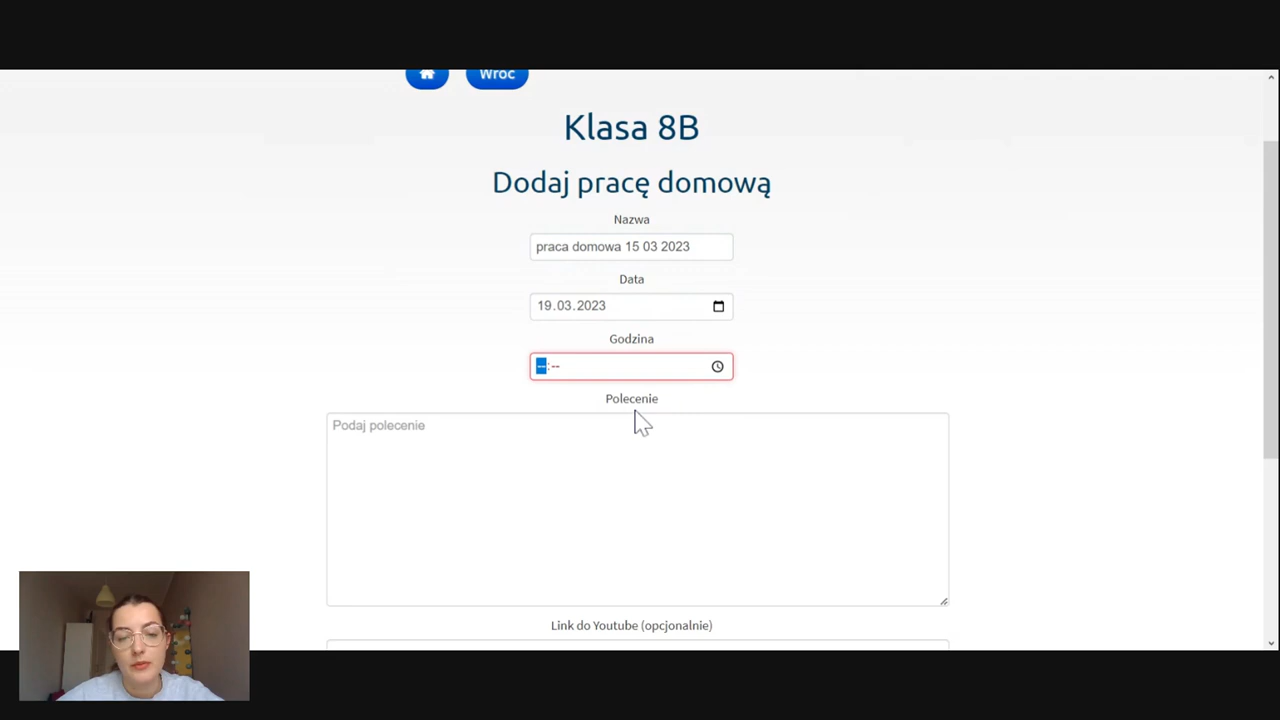 Wróć
Klasa 8B
Dodaj pracę domową
Nazwa
praca domowa 15 03 2023
Data
19.03.2023
Godzina
--:--
Polecenie
Podaj polecenie
Link do Youtube (opcjonalnie)